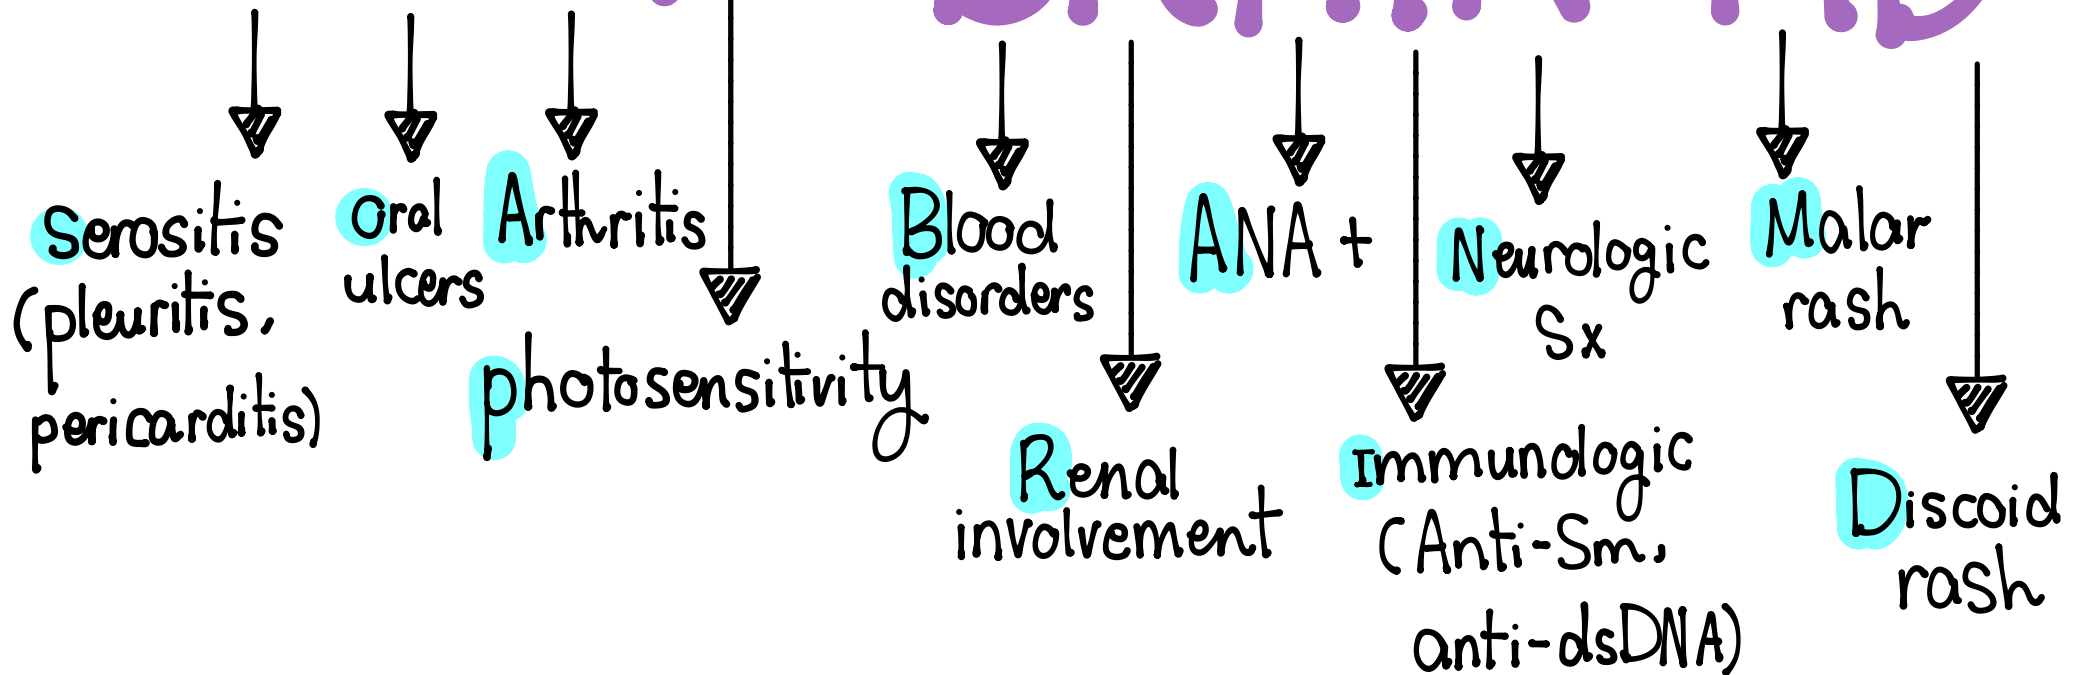 Serositis
(pleuritis,
pericarditis)
Oral
ulcers
Arthritis
photosensitivity
Blood
disorders
Renal
involvement
ANA +
Immunologic
(Anti-Sm,
anti-dsDNA)
Neurologic
Sx
Malar
rash
Discoid
rash